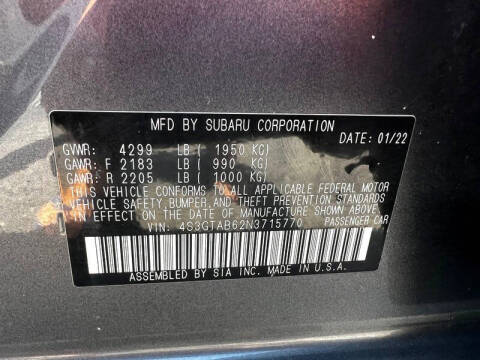 MFD BY SUBARU CORPORATION
DATE: 01/22
GVWR: 4299 LB ( 1950 KG)
GAWR: F 2183 LB ( 990 KG)
GAWR: R 2205 LB ( 1000 KG)
THIS VEHICLE CONFORMS TO ALL APPLICABLE FEDERAL MOTOR
VEHICLE SAFETY, BUMPER, AND THEFT PREVENTION STANDARDS
IN EFFECT ON THE DATE OF MANUFACTURE SHOWN ABOVE.
VIN: 4S3GTAB62N3715770 PASSENGER CAR
ASSEMBLED BY SIA INC. MADE IN U.S.A.